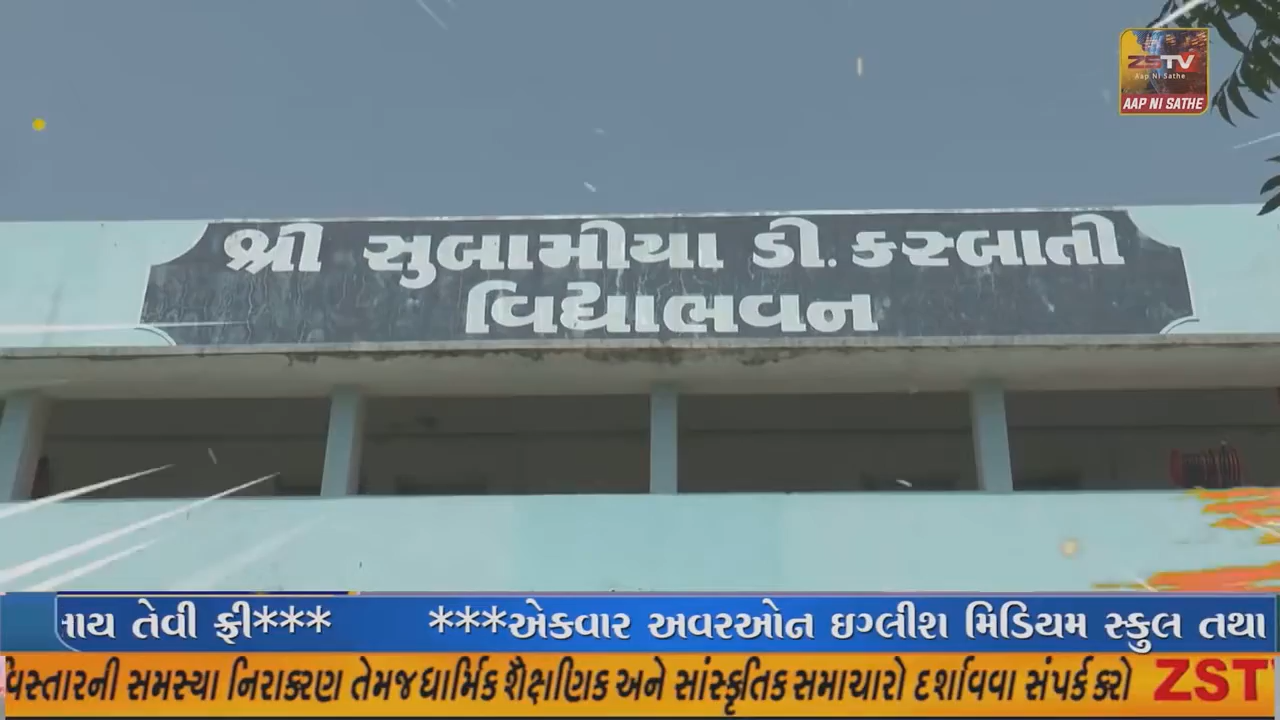 ZSTV
Aap Ni Sathe
AAP NI SATHE
શ્રી સુબામીયા ડી. કરબાતી
વિદ્યાભવન
તેવી ફ્રી*** ***એકવાર અવરઓન ઇગ્લીશ મિડિયમ સ્કુલ તથા
વિસ્તારની સમસ્યા નિરાકરણ તેમજ ધાર્મિક શૈક્ષણિક અને સાંસ્કૃતિક સમાચારો દર્શાવવા સંપર્ક કરો ZST